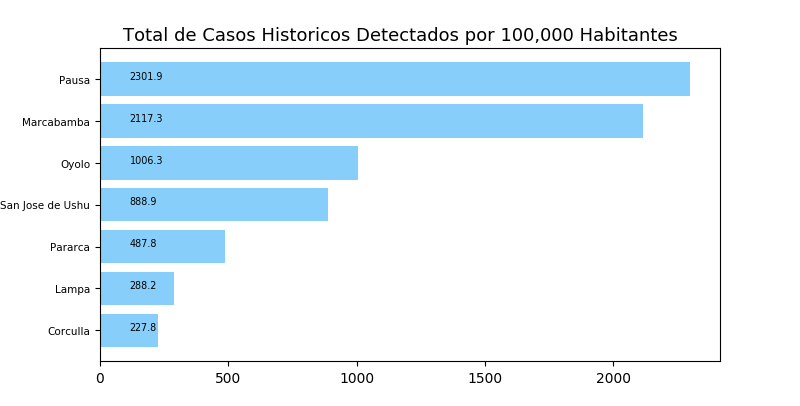 Total de Casos Historicos Detectados por 100,000 Habitantes
Pausa 2301.9
Marcabamba 2117.3
Oyolo 1006.3
San Jose de Ushu 888.9
Pararca 487.8
Lampa 288.2
Corculla 227.8
0 500 1000 1500 2000